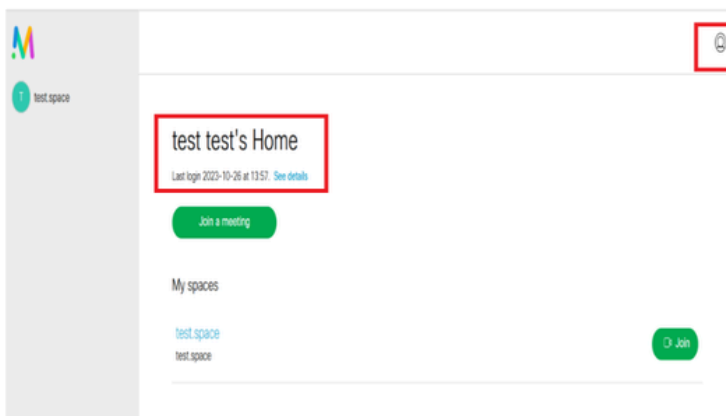 M
T test.space
test test's Home
Last login 2023-10-26 at 13:57. See details
Join a meeting
My spaces
test.space
test.space
Join